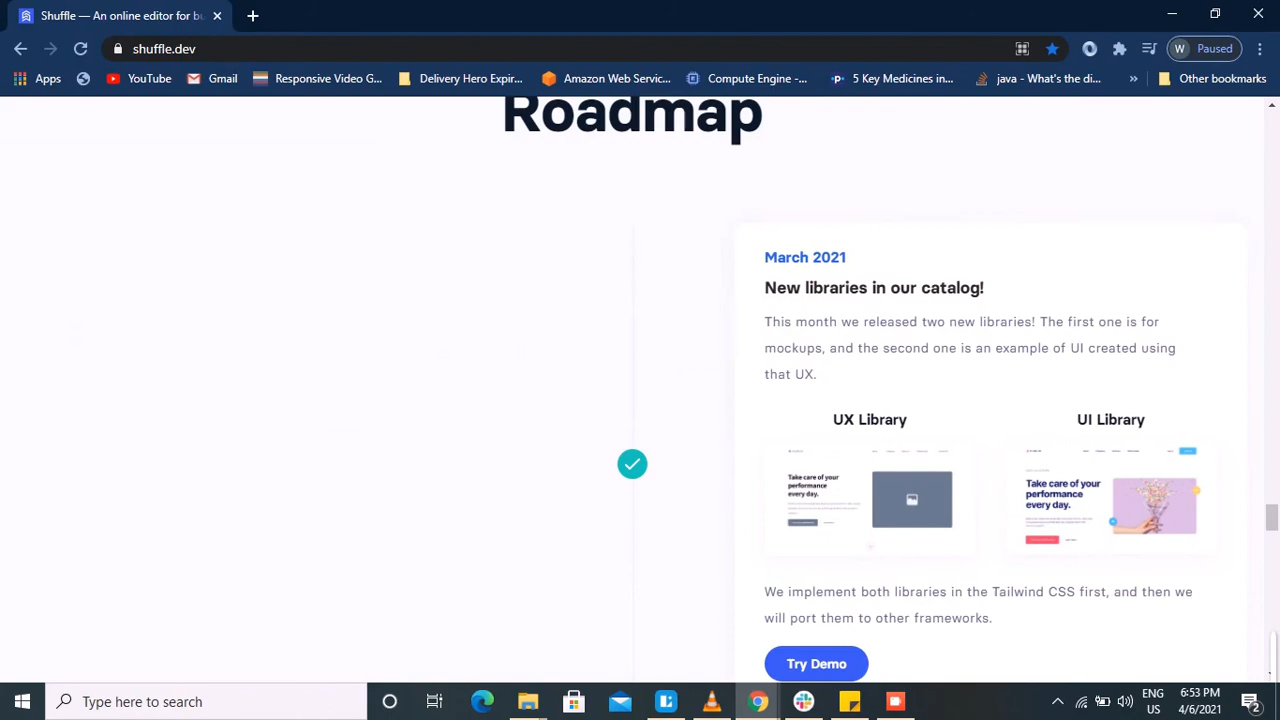 Shuffle — An online editor for bu
shuffle.dev
W Paused
Apps YouTube Gmail Responsive Video G... Delivery Hero Expir... Amazon Web Servic... Compute Engine -... 5 Key Medicines in... java - What's the di... » Other bookmarks
Roadmap
March 2021
New libraries in our catalog!
This month we released two new libraries! The first one is for
mockups, and the second one is an example of UI created using
that UX.
UX Library UI Library
Take care of your
performance
every day.
Take care of your
performance
every day.
We implement both libraries in the Tailwind CSS first, and then we
will port them to other frameworks.
Try Demo
Type here to search
ENG
US
6:53 PM
4/6/2021
2